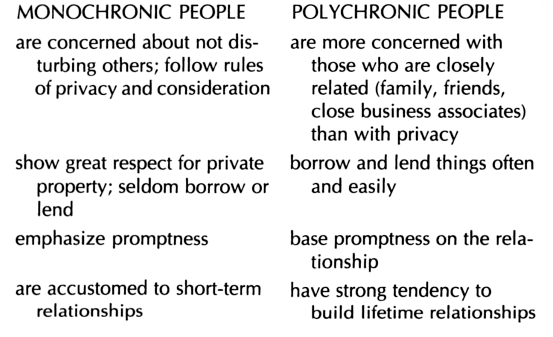 MONOCHRONIC PEOPLE
are concerned about not dis-
turbing others; follow rules
of privacy and consideration
show great respect for private
property; seldom borrow or
lend
emphasize promptness
are accustomed to short-term
relationships
POLYCHRONIC PEOPLE
are more concerned with
those who are closely
related (family, friends,
close business associates)
than with privacy
borrow and lend things often
and easily
base promptness on the rela-
tionship
have strong tendency to
build lifetime relationships